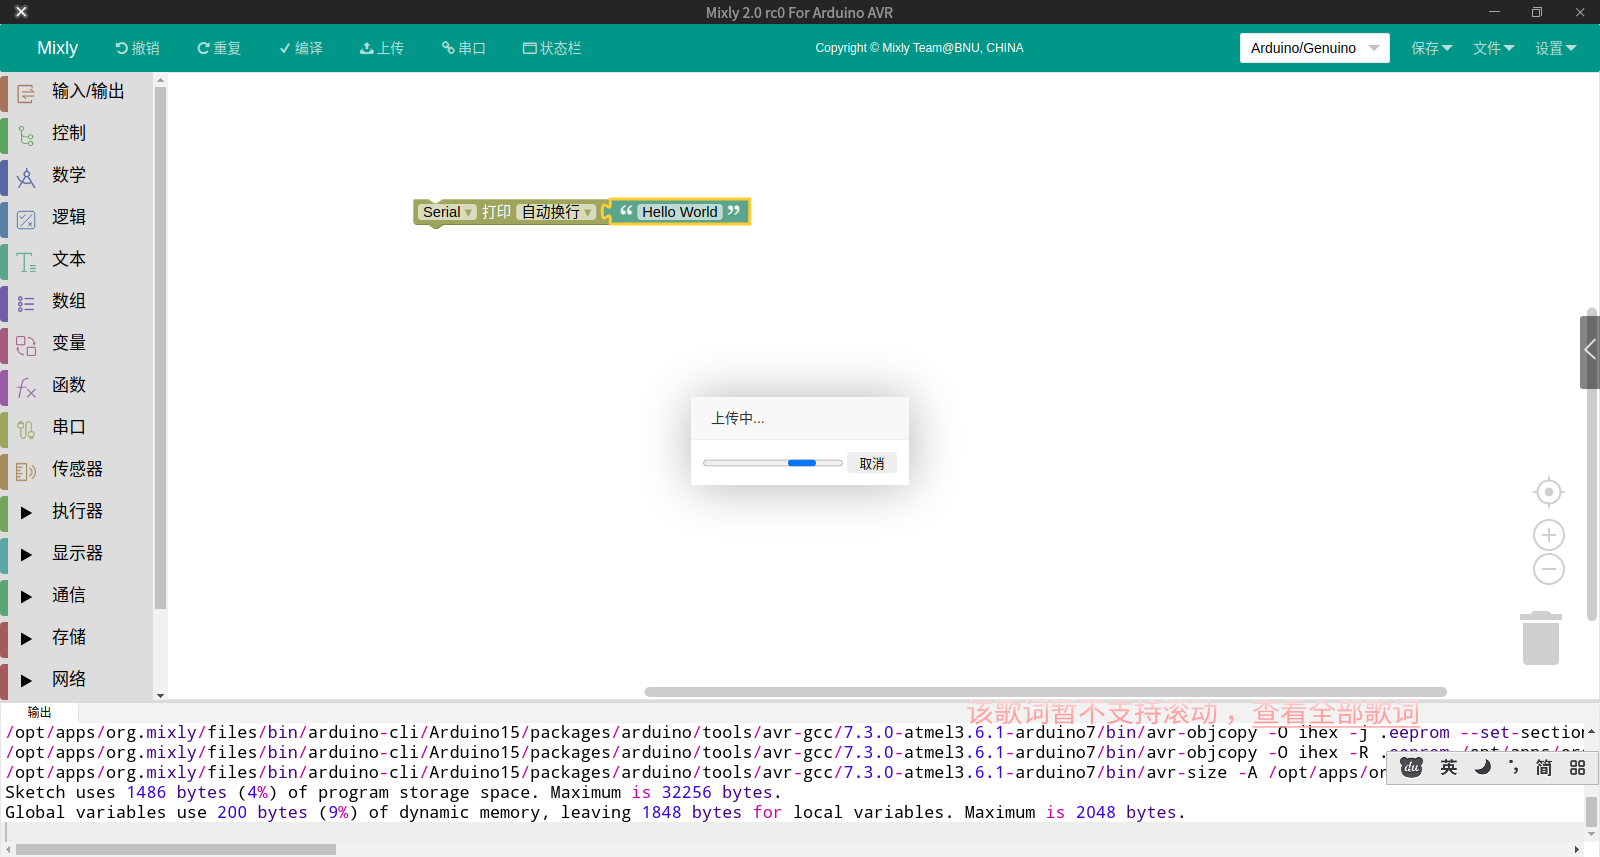 Mixly 2.0 rc0 For Arduino AVR
Mixly 撤销 重复 编译 上传 串口 状态栏 Copyright © Mixly Team@BNU, CHINA Arduino/Genuino 保存 文件 设置
输入/输出
控制
数学
逻辑
文本
数组
变量
函数
串口
传感器
执行器
显示器
通信
存储
网络
Serial 打印 自动换行 “ Hello World ”
上传中...
取消
输出
该歌词暂不支持滚动，查看全部歌词
/opt/apps/org.mixly/files/bin/arduino-cli/Arduino15/packages/arduino/tools/avr-gcc/7.3.0-atmel3.6.1-arduino7/bin/avr-objcopy -O ihex -j .eeprom --set-section
/opt/apps/org.mixly/files/bin/arduino-cli/Arduino15/packages/arduino/tools/avr-gcc/7.3.0-atmel3.6.1-arduino7/bin/avr-objcopy -O ihex -R .eeprom /opt/apps/or
/opt/apps/org.mixly/files/bin/arduino-cli/Arduino15/packages/arduino/tools/avr-gcc/7.3.0-atmel3.6.1-arduino7/bin/avr-size -A /opt/apps/or
du 英 简
Sketch uses 1486 bytes (4%) of program storage space. Maximum is 32256 bytes.
Global variables use 200 bytes (9%) of dynamic memory, leaving 1848 bytes for local variables. Maximum is 2048 bytes.